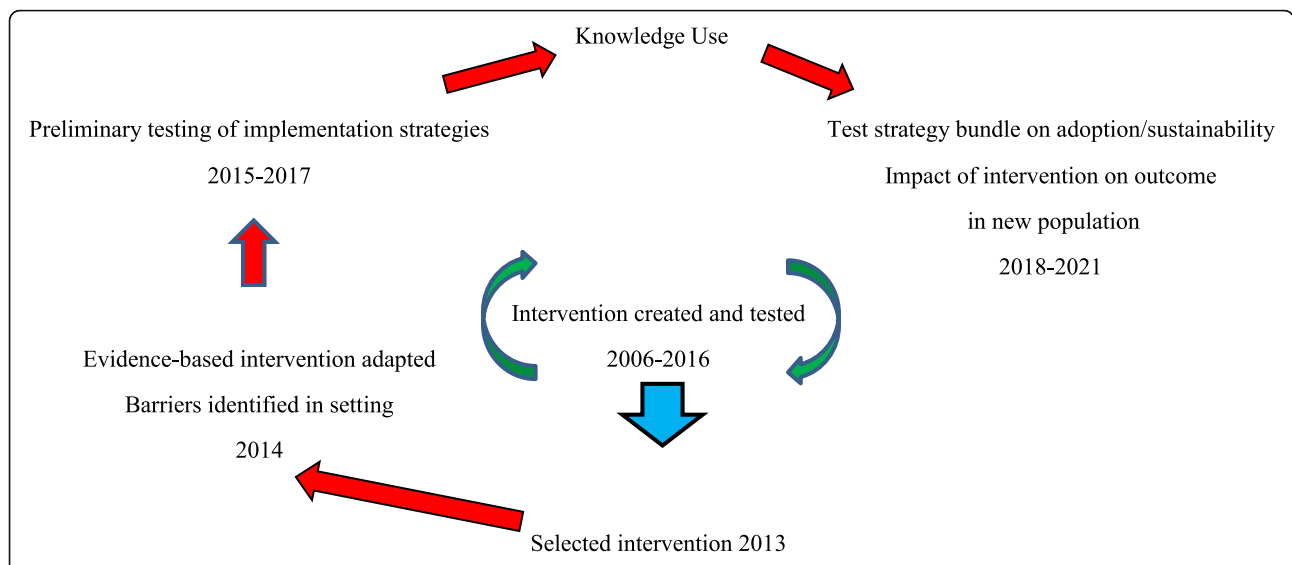 Knowledge Use
Preliminary testing of implementation strategies
2015-2017
Test strategy bundle on adoption/sustainability
Impact of intervention on outcome
in new population
2018-2021
Intervention created and tested
2006-2016
Evidence-based intervention adapted
Barriers identified in setting
2014
Selected intervention 2013